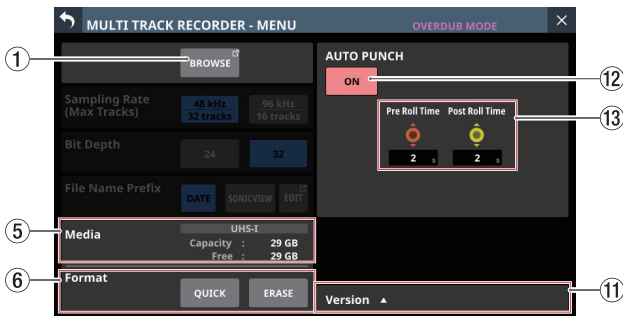 MULTI TRACK RECORDER - MENU
OVERDUB MODE
1
BROWSE
Sampling Rate
(Max Tracks)
48 kHz
32 tracks
96 kHz
16 tracks
Bit Depth
24
32
File Name Prefix
DATE
SONICVIEW
EDIT
5
Media
UHS-I
Capacity : 29 GB
Free : 29 GB
6
Format
QUICK
ERASE
AUTO PUNCH
ON
12
Pre Roll Time
Post Roll Time
13
2 s
2 s
Version ▲
11